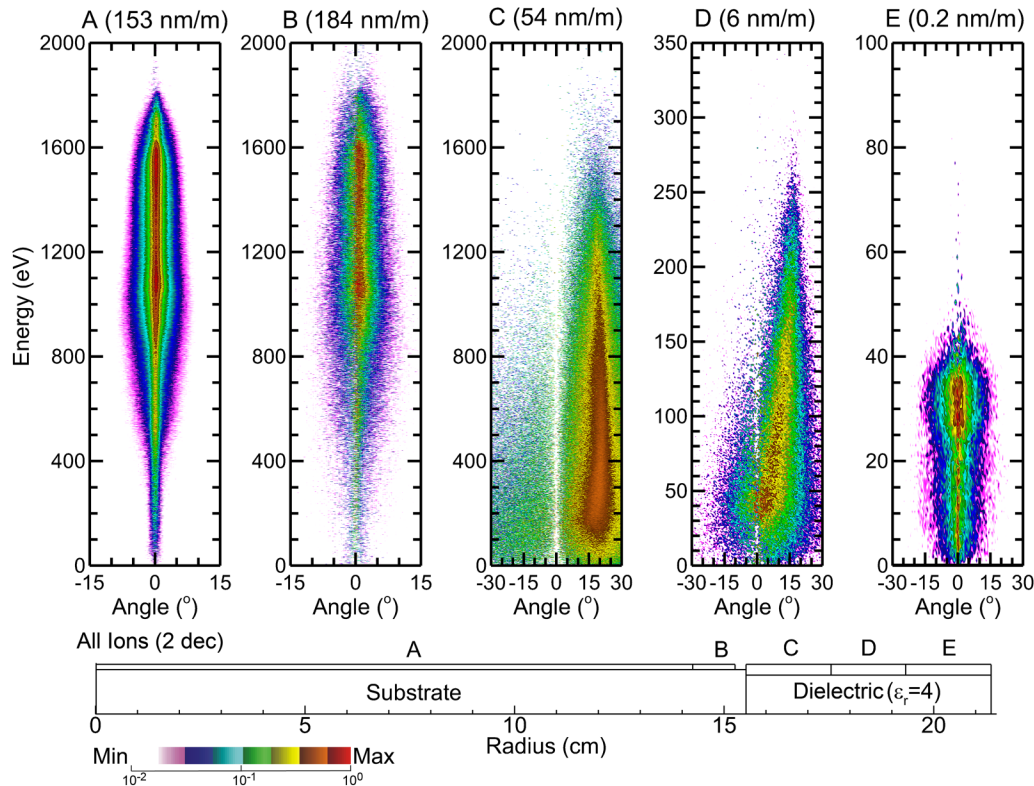 A (153 nm/m) B (184 nm/m) C (54 nm/m) D (6 nm/m) E (0.2 nm/m)
2000 2000 2000 350 100
1600 1600 1600 300 80
1200 1200 1200 250 60
800 800 800 200 40
400 400 400 150 20
0 0 0 100 0
50
0
Energy (eV)
-15 0 15 -15 0 15 -30 -15 0 15 30 -30 -15 0 15 30 -30 -15 0 15 30
Angle (°) Angle (°) Angle (°) Angle (°) Angle (°)
All Ions (2 dec)
A B C D E
Substrate Dielectric (εr=4)
0 5 10 15 20
Radius (cm)
Min Max
10-2 10-1 100